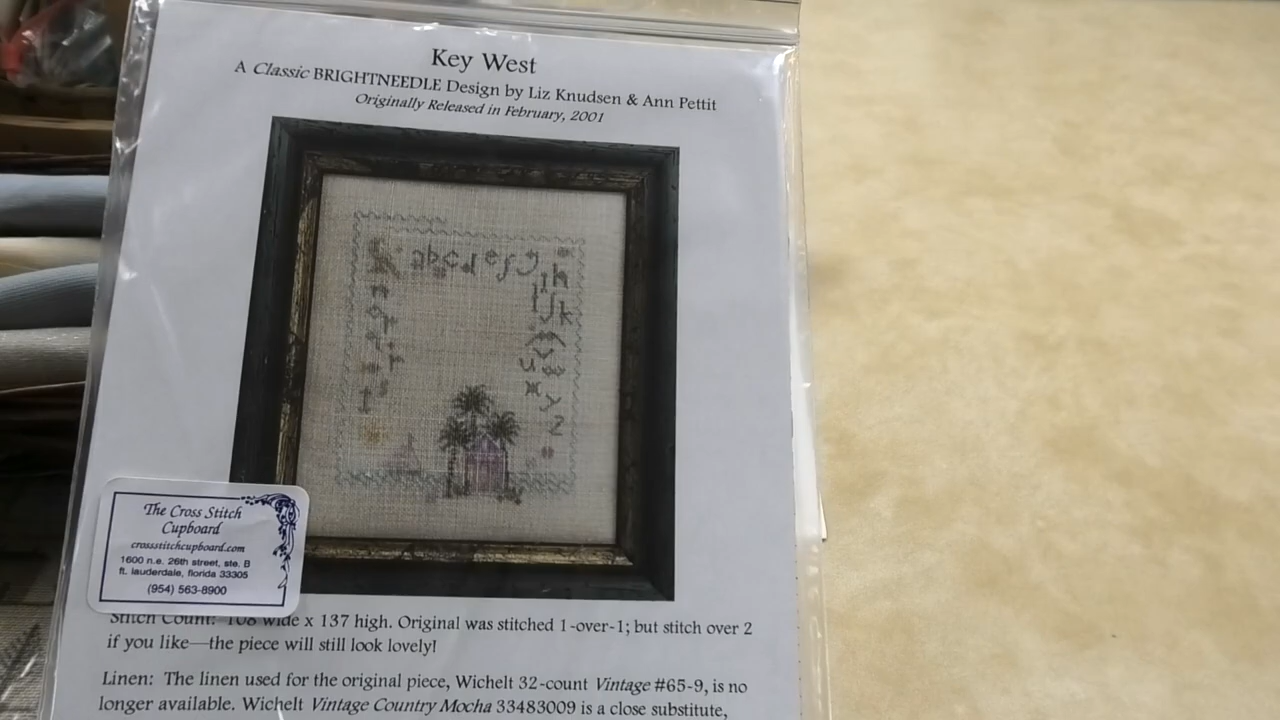 Key West
A Classic BRIGHTNEEDLE Design by Liz Knudsen & Ann Pettit
Originally Released in February, 2001
a b c d e f g
h
i j k
n
u
x
y
z
The Cross Stitch
Cupboard
crossstitchcupboard.com
1600 n.e. 26th street, ste. B
ft. lauderdale, florida 33305
(954) 563-8900
Stitch Count: 108 wide x 137 high. Original was stitched 1-over-1; but stitch over 2
if you like—the piece will still look lovely!
Linen: The linen used for the original piece, Wichelt 32-count Vintage #65-9, is no
longer available. Wichelt Vintage Country Mocha 33483009 is a close substitute,